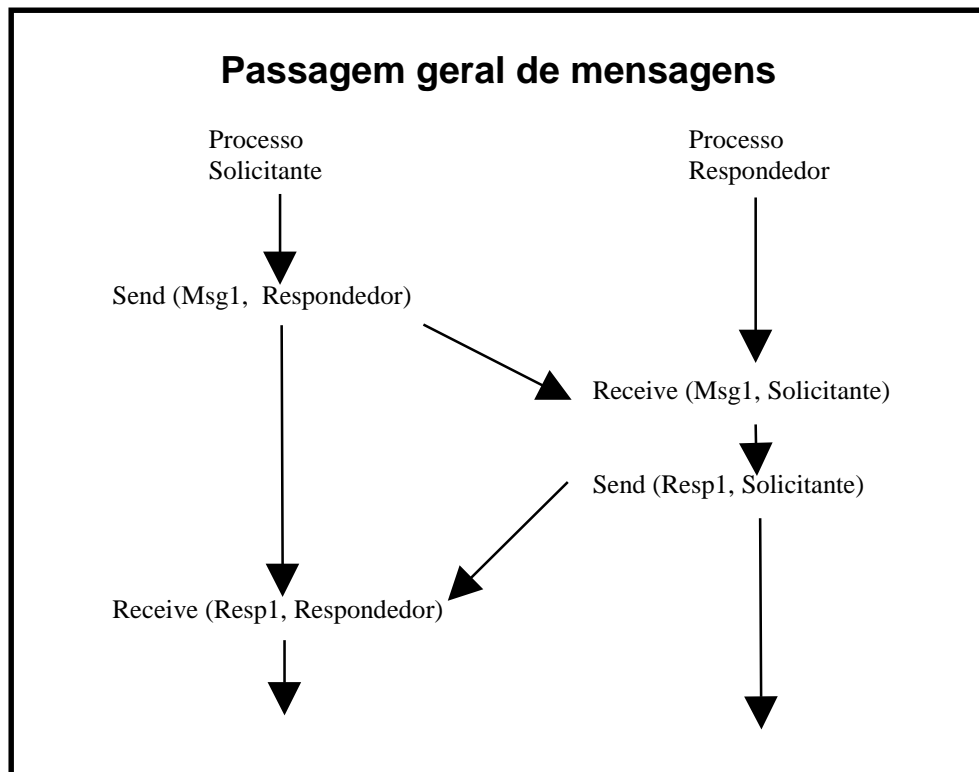 Passagem geral de mensagens
Processo
Solicitante
Processo
Respondedor
Send (Msg1, Respondedor)
Receive (Msg1, Solicitante)
Send (Resp1, Solicitante)
Receive (Resp1, Respondedor)